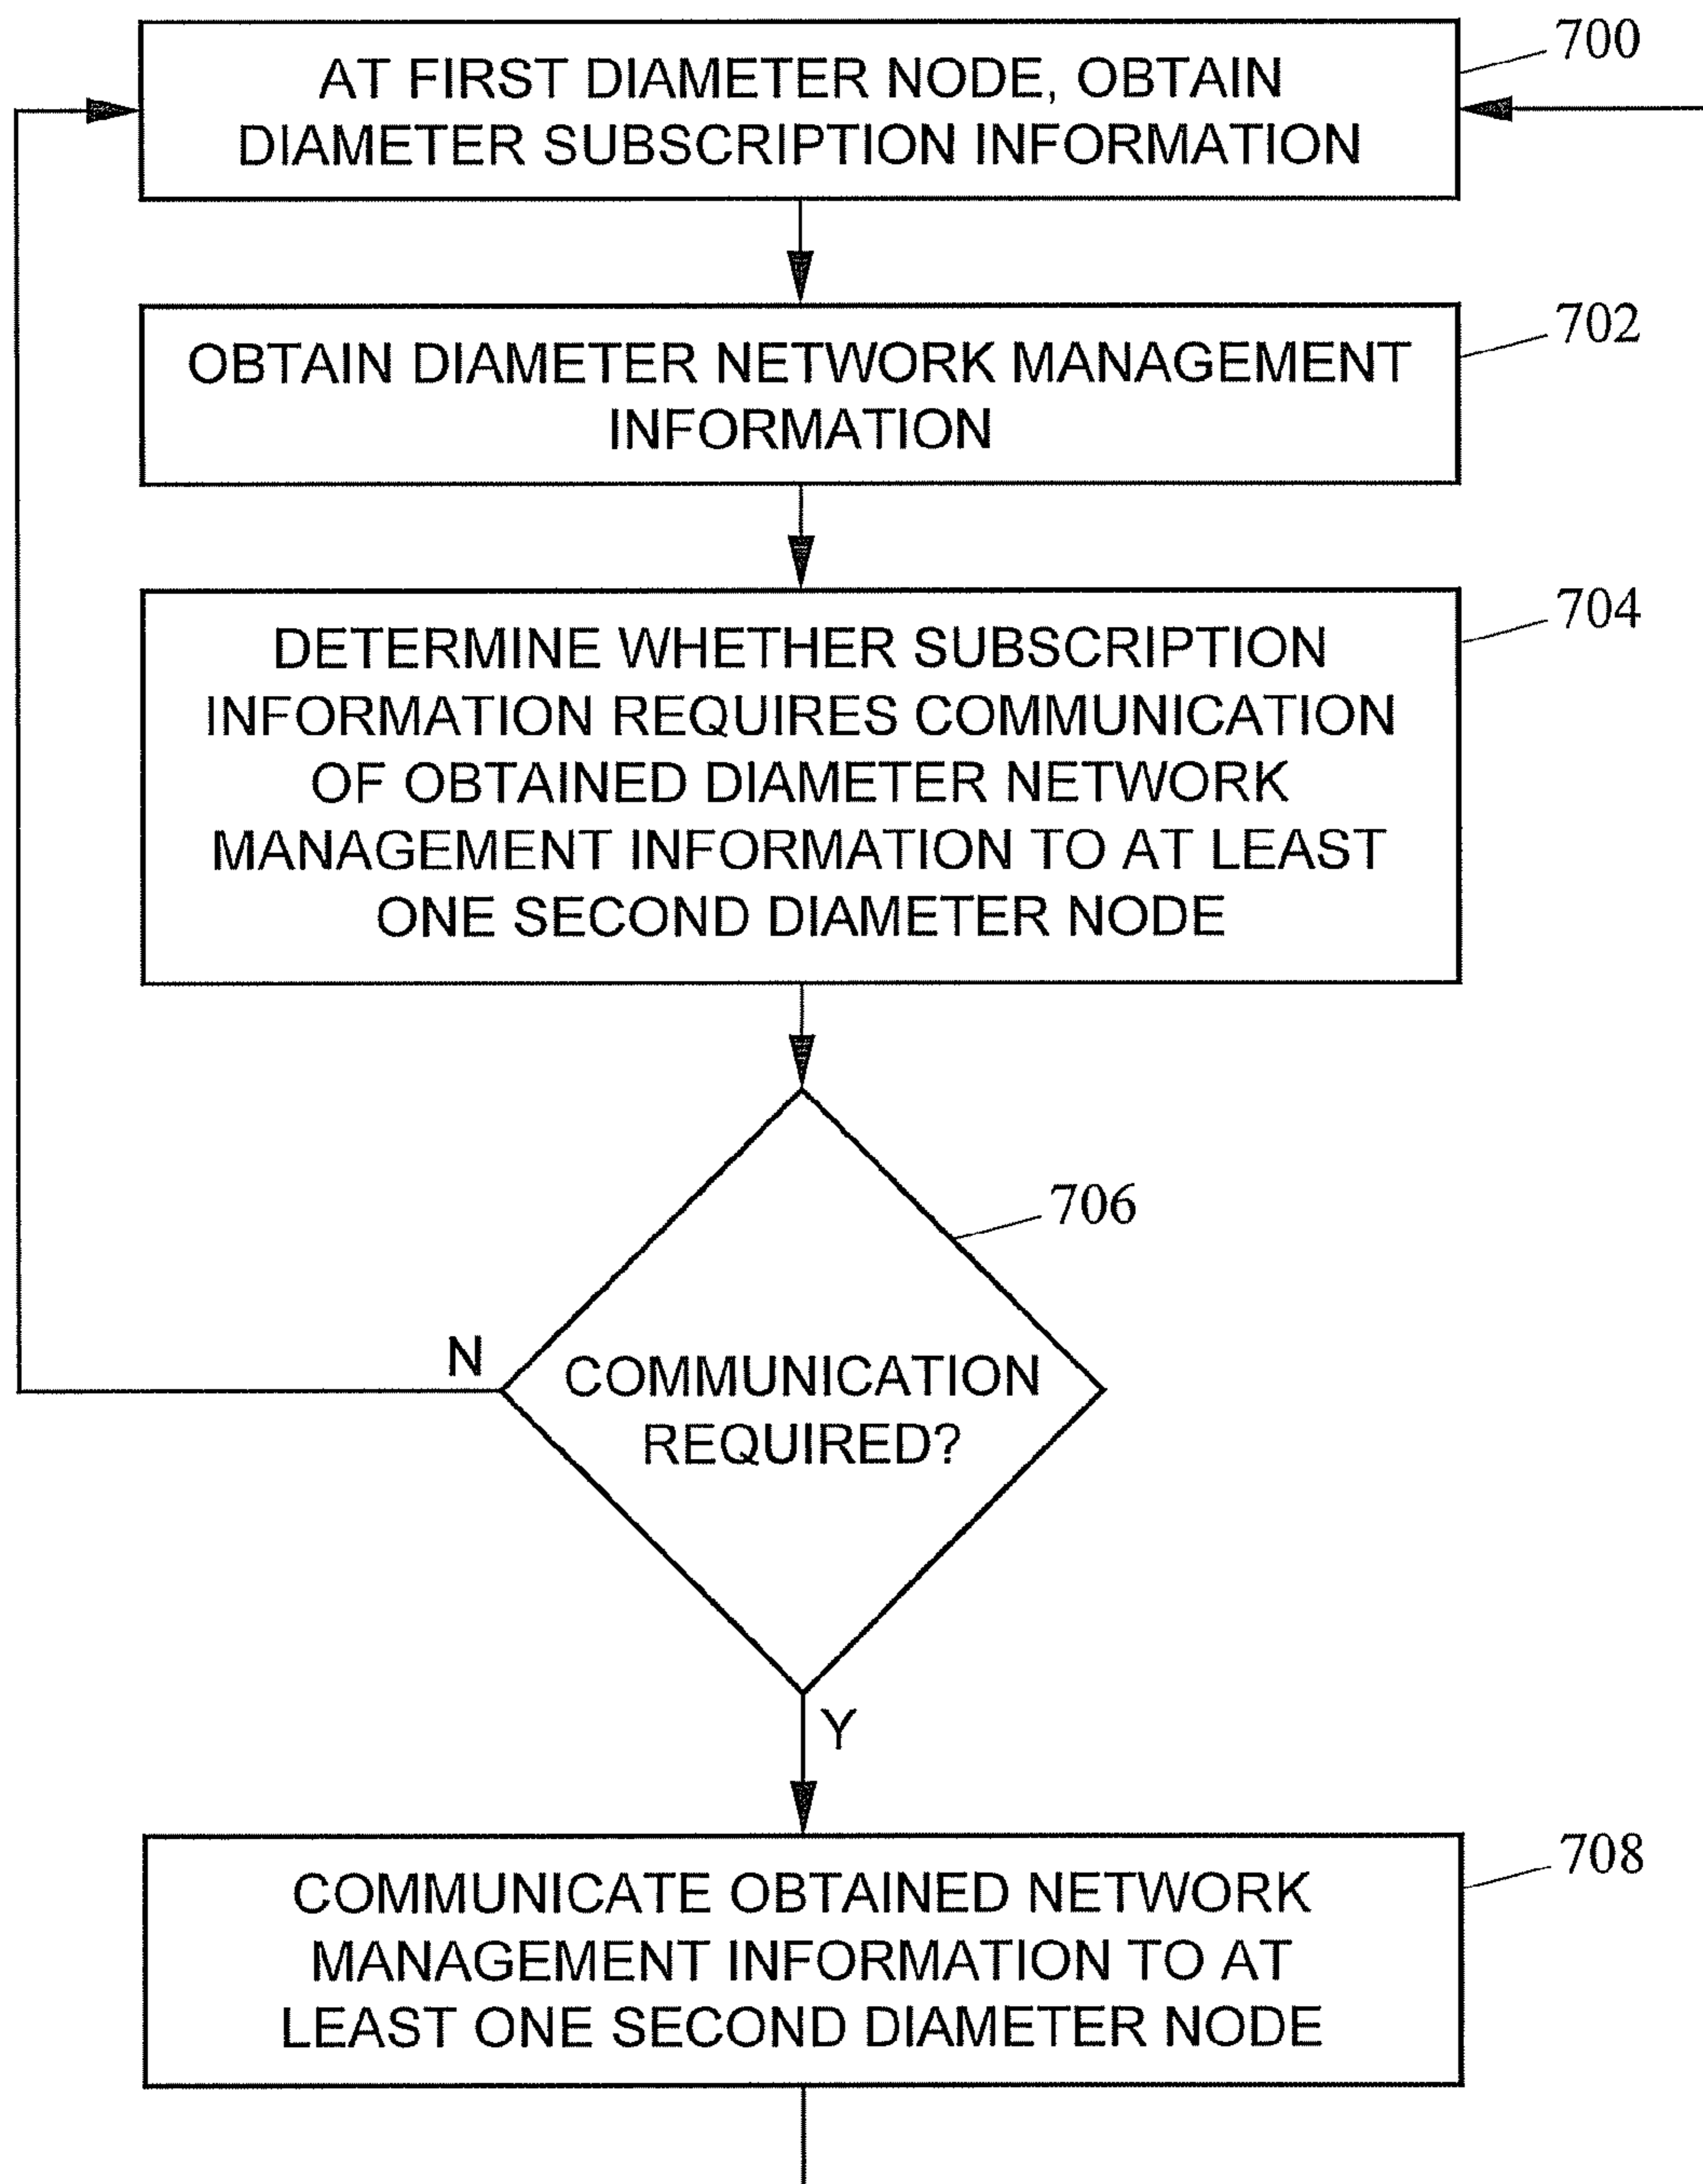 AT FIRST DIAMETER NODE, OBTAIN
DIAMETER SUBSCRIPTION INFORMATION
700
OBTAIN DIAMETER NETWORK MANAGEMENT
INFORMATION
702
DETERMINE WHETHER SUBSCRIPTION
INFORMATION REQUIRES COMMUNICATION
OF OBTAINED DIAMETER NETWORK
MANAGEMENT INFORMATION TO AT LEAST
ONE SECOND DIAMETER NODE
704
706
N
COMMUNICATION
REQUIRED?
Y
COMMUNICATE OBTAINED NETWORK
MANAGEMENT INFORMATION TO AT
LEAST ONE SECOND DIAMETER NODE
708